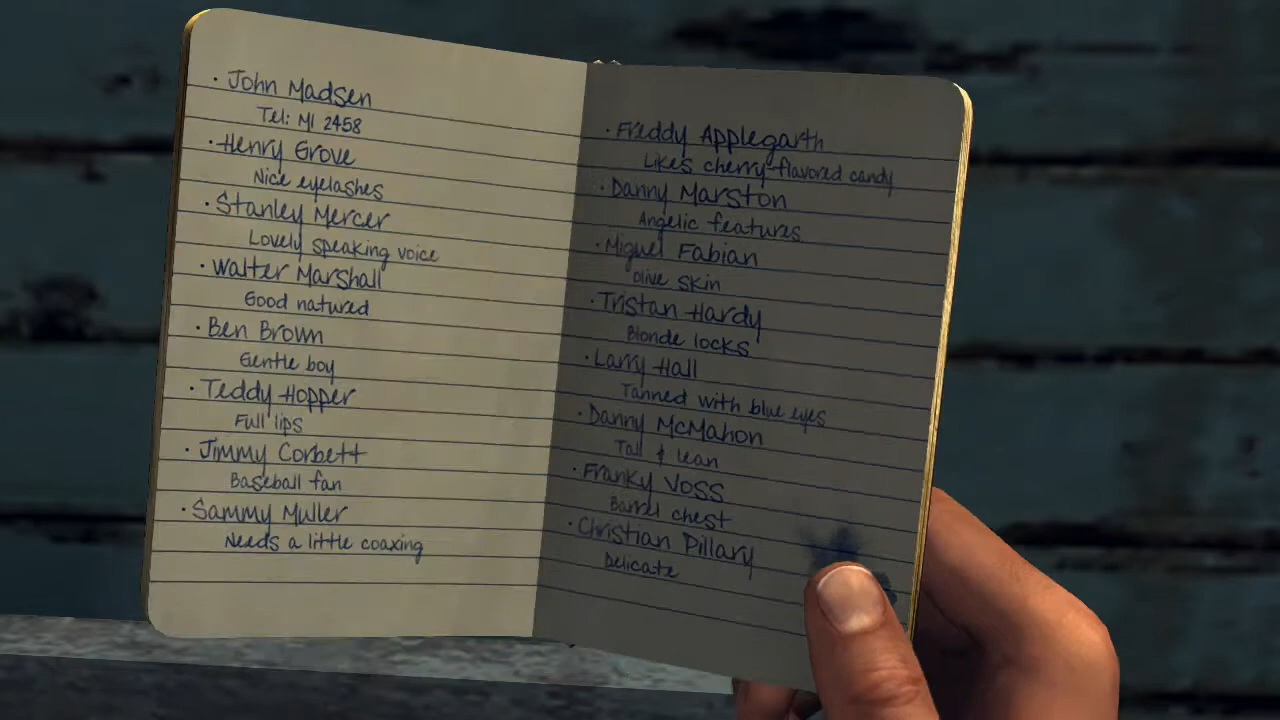 · John Madsen
Tel: MI 2458
· Henry Grove
Nice eyelashes
· Stanley Mercer
Lovely speaking voice
· Walter Marshall
Good natured
· Ben Brown
Gentle boy
· Teddy Hopper
Full lips
· Jimmy Corbett
Baseball fan
· Sammy Muller
Needs a little coaxing
· Freddy Applegarth
Likes cherry-flavored candy
· Danny Marston
Angelic features
· Miguel Fabian
Olive skin
· Tristan Hardy
Blonde locks
· Larry Hall
Tanned with blue eyes
· Danny McMahon
Tall & lean
· Franky Voss
Barrel chest
· Christian Pillary
Delicate